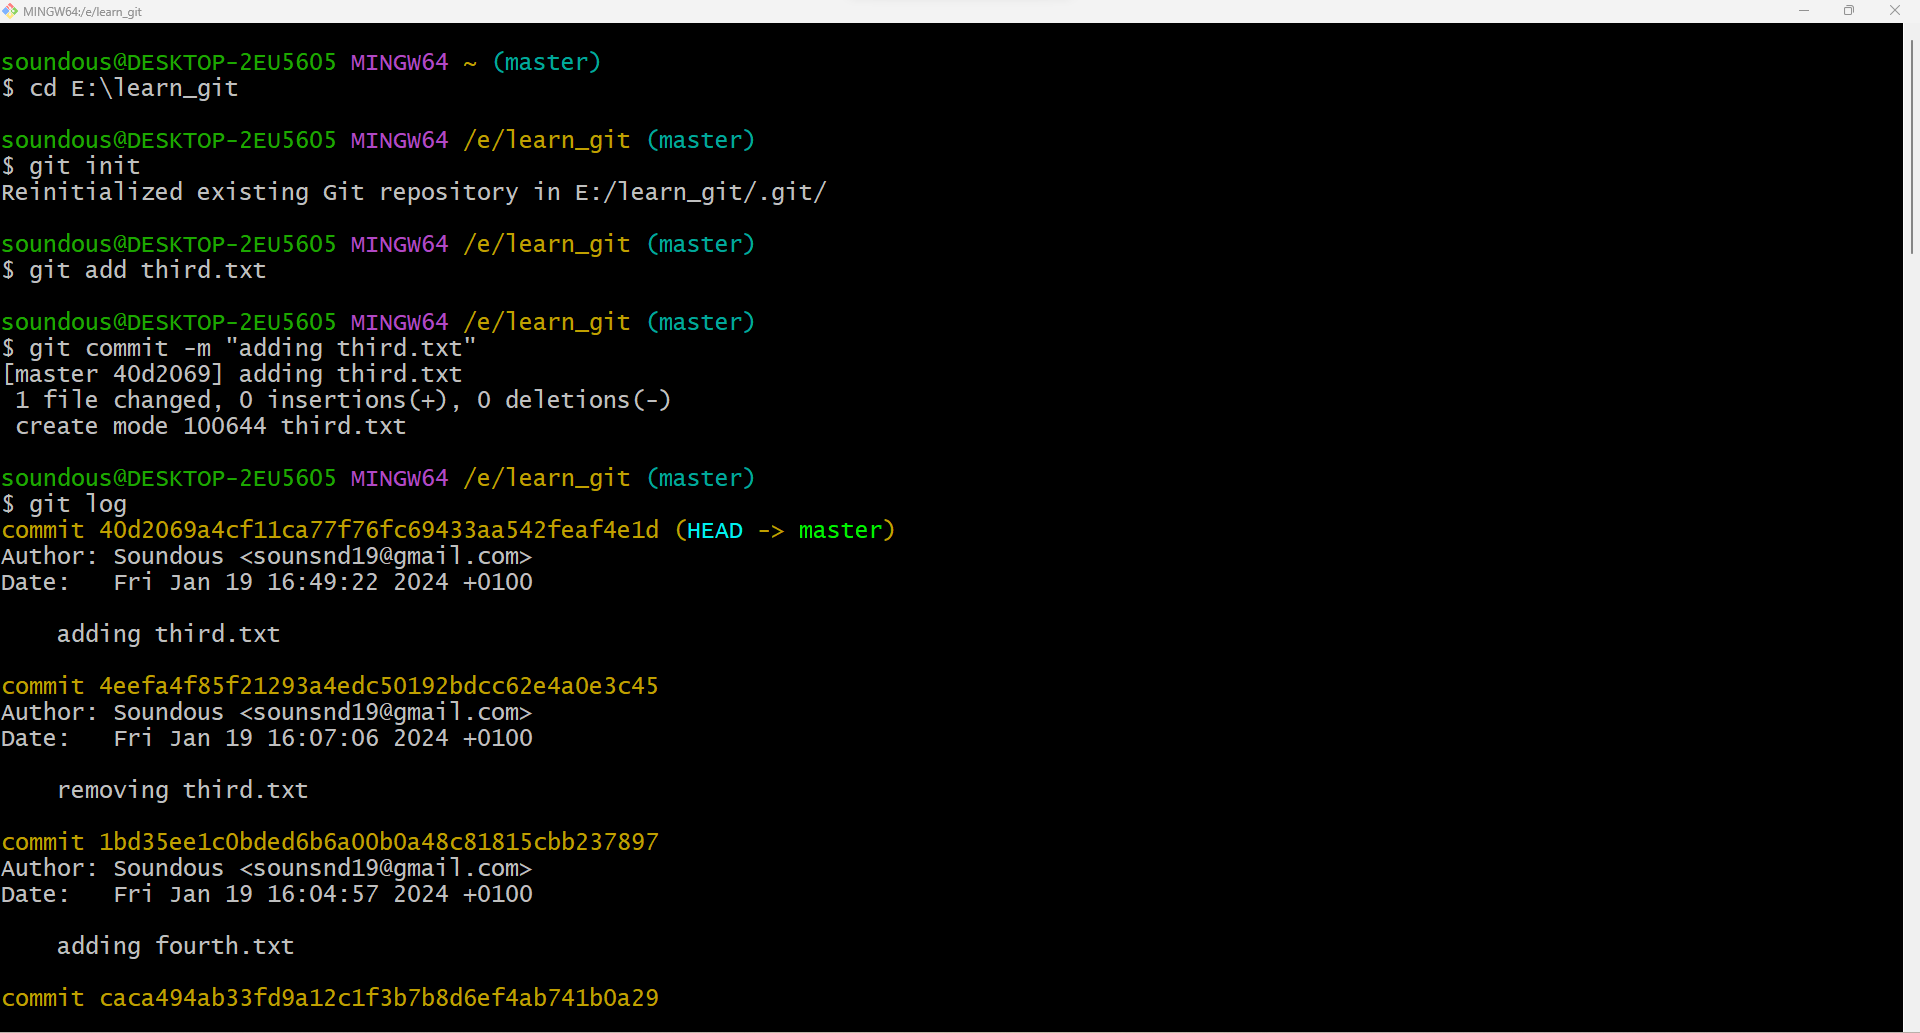 MINGW64:/e/learn_git
soundous@DESKTOP-2EU5605 MINGW64 ~ (master)
$ cd E:\learn_git
soundous@DESKTOP-2EU5605 MINGW64 /e/learn_git (master)
$ git init
Reinitialized existing Git repository in E:/learn_git/.git/
soundous@DESKTOP-2EU5605 MINGW64 /e/learn_git (master)
$ git add third.txt
soundous@DESKTOP-2EU5605 MINGW64 /e/learn_git (master)
$ git commit -m "adding third.txt"
[master 40d2069] adding third.txt
 1 file changed, 0 insertions(+), 0 deletions(-)
 create mode 100644 third.txt
soundous@DESKTOP-2EU5605 MINGW64 /e/learn_git (master)
$ git log
commit 40d2069a4cf11ca77f76fc69433aa542feaf4e1d (HEAD -> master)
Author: Soundous <sounsnd19@gmail.com>
Date:   Fri Jan 19 16:49:22 2024 +0100
    adding third.txt
commit 4eefa4f85f21293a4edc50192bdcc62e4a0e3c45
Author: Soundous <sounsnd19@gmail.com>
Date:   Fri Jan 19 16:07:06 2024 +0100
    removing third.txt
commit 1bd35ee1c0bded6b6a00b0a48c81815cbb237897
Author: Soundous <sounsnd19@gmail.com>
Date:   Fri Jan 19 16:04:57 2024 +0100
    adding fourth.txt
commit caca494ab33fd9a12c1f3b7b8d6ef4ab741b0a29